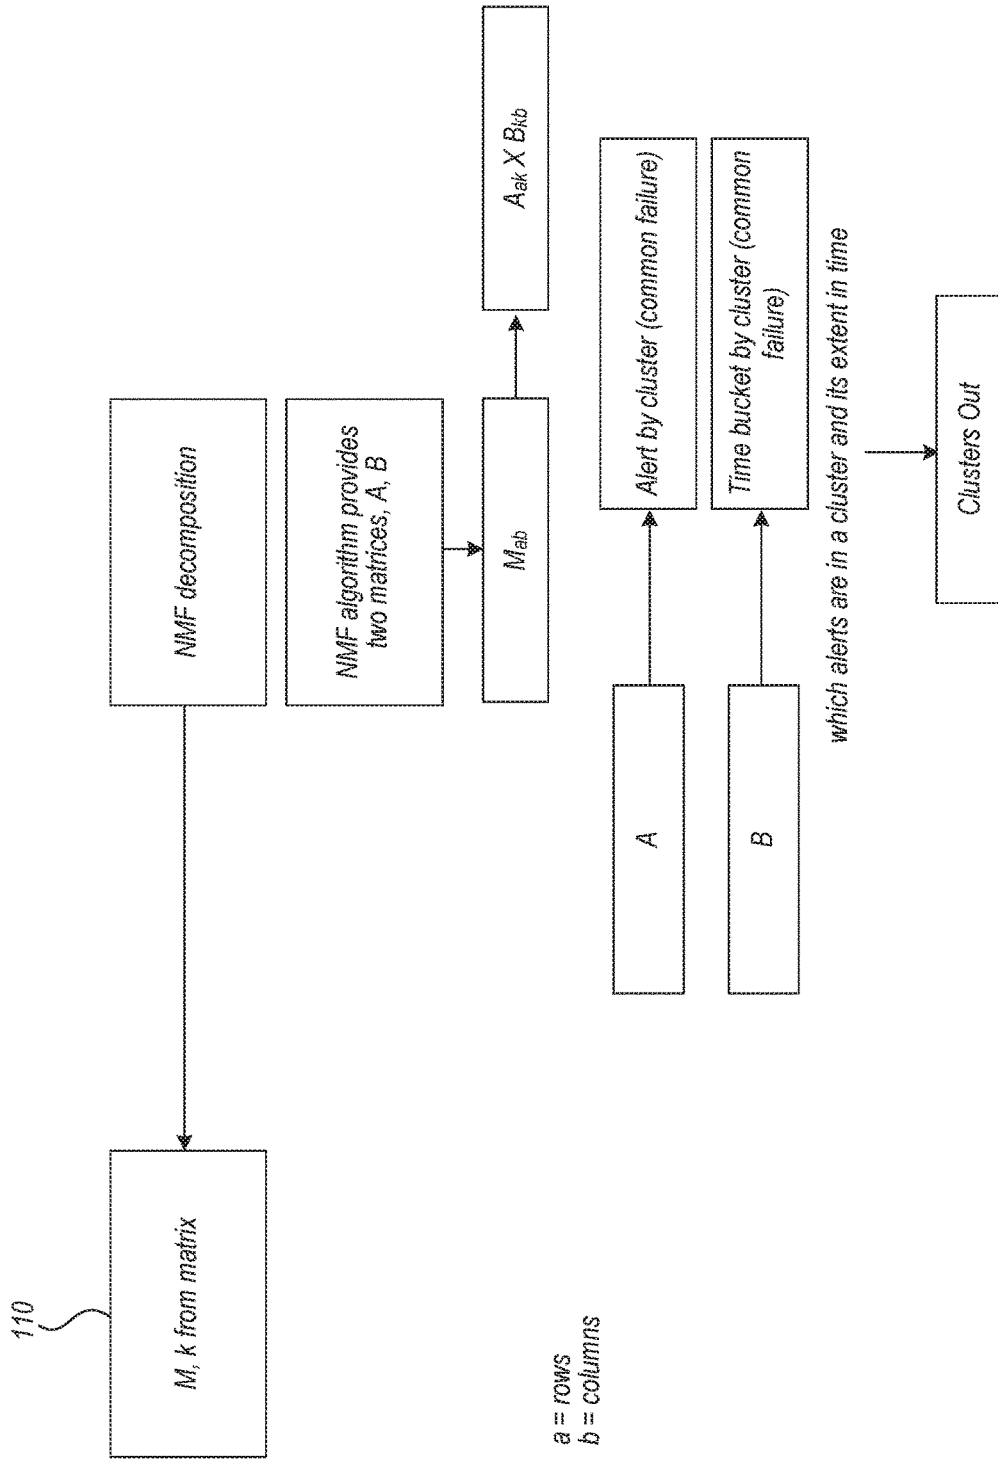 110
M, k from matrix
NMF decomposition
NMF algorithm provides
two matrices, A, B
Mab
Aak X Bkb
a = rows
b = columns
A
Alert by cluster (common failure)
B
Time bucket by cluster (common
failure)
which alerts are in a cluster and its extent in time
Clusters Out